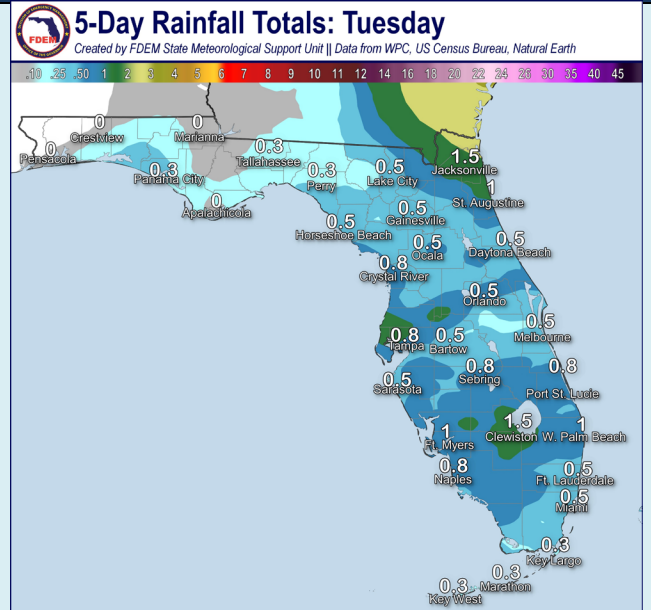 5-Day Rainfall Totals: Tuesday
Created by FDEM State Meteorological Support Unit || Data from WPC, US Census Bureau, Natural Earth
FDEM
.10 .25 .50 1 2 3 4 5 6 7 8 9 10 11 12 14 16 18 20 22 24 26 30 35 40 45
0
Crestview
0
Marianna
0
Pensacola
0.3
Panama City
0.3
Tallahassee
0.3
Perry
0.5
Lake City
1.5
Jacksonville
1
St. Augustine
0
Apalachicola
0.5
Horseshoe Beach
0.5
Gainesville
0.5
Ocala
0.5
Daytona Beach
0.8
Crystal River
0.5
Orlando
0.8
Tampa
0.5
Bartow
0.5
Melbourne
0.5
Sarasota
0.8
Sebring
0.8
Port St. Lucie
1
Ft. Myers
1.5
Clewiston
1
W. Palm Beach
0.8
Naples
0.5
Ft. Lauderdale
0.5
Miami
0.3
Key Largo
0.3
Marathon
0.3
Key West